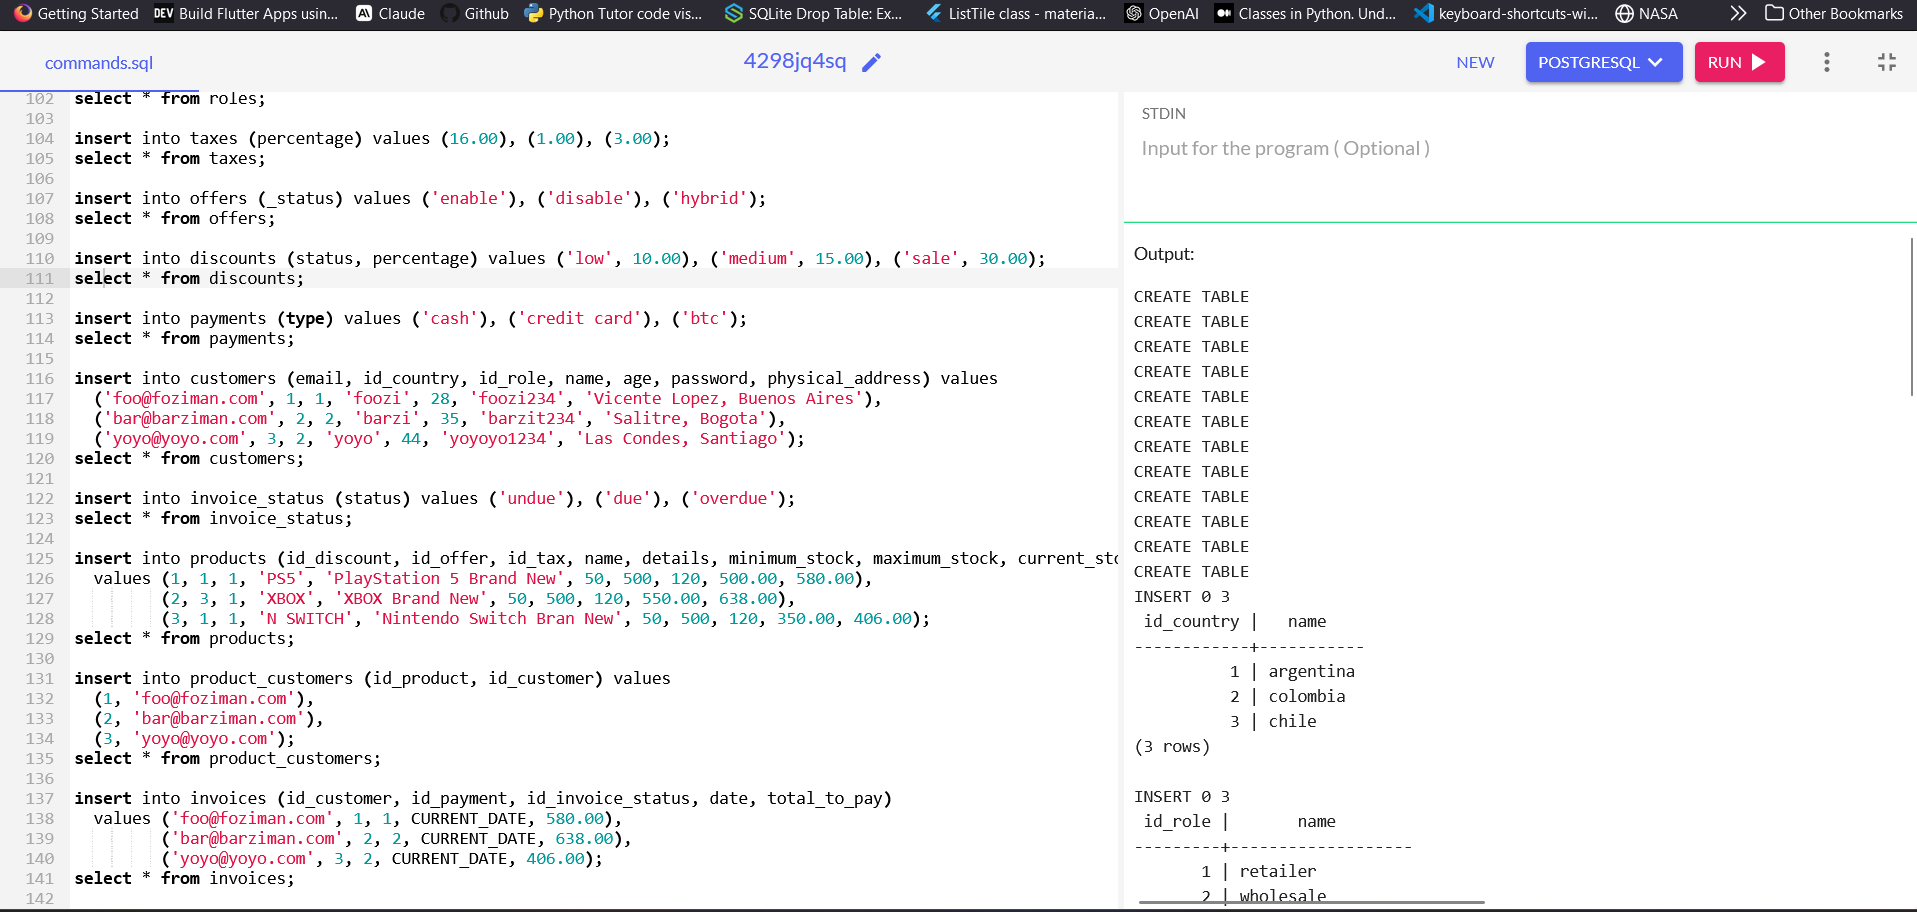 Getting Started DEV Build Flutter Apps usin... Claude Github Python Tutor code vis... SQLite Drop Table: Ex... ListTile class - materia... OpenAI Classes in Python. Und... keyboard-shortcuts-wi... NASA Other Bookmarks
commands.sql 4298jq4sq NEW POSTGRESQL RUN
102 select * from roles;
103
104 insert into taxes (percentage) values (16.00), (1.00), (3.00);
105 select * from taxes;
106
107 insert into offers (_status) values ('enable'), ('disable'), ('hybrid');
108 select * from offers;
109
110 insert into discounts (status, percentage) values ('low', 10.00), ('medium', 15.00), ('sale', 30.00);
111 select * from discounts;
112
113 insert into payments (type) values ('cash'), ('credit card'), ('btc');
114 select * from payments;
115
116 insert into customers (email, id_country, id_role, name, age, password, physical_address) values
117 ('foo@foziman.com', 1, 1, 'foozi', 28, 'foozi234', 'Vicente Lopez, Buenos Aires'),
118 ('bar@barziman.com', 2, 2, 'barzi', 35, 'barzit234', 'Salitre, Bogota'),
119 ('yoyo@yoyo.com', 3, 2, 'yoyo', 44, 'yoyoyo1234', 'Las Condes, Santiago');
120 select * from customers;
121
122 insert into invoice_status (status) values ('undue'), ('due'), ('overdue');
123 select * from invoice_status;
124
125 insert into products (id_discount, id_offer, id_tax, name, details, minimum_stock, maximum_stock, current_sto
126 values (1, 1, 1, 'PS5', 'PlayStation 5 Brand New', 50, 500, 120, 500.00, 580.00),
127 (2, 3, 1, 'XBOX', 'XBOX Brand New', 50, 500, 120, 550.00, 638.00),
128 (3, 1, 1, 'N SWITCH', 'Nintendo Switch Bran New', 50, 500, 120, 350.00, 406.00);
129 select * from products;
130
131 insert into product_customers (id_product, id_customer) values
132 (1, 'foo@foziman.com'),
133 (2, 'bar@barziman.com'),
134 (3, 'yoyo@yoyo.com');
135 select * from product_customers;
136
137 insert into invoices (id_customer, id_payment, id_invoice_status, date, total_to_pay)
138 values ('foo@foziman.com', 1, 1, CURRENT_DATE, 580.00),
139 ('bar@barziman.com', 2, 2, CURRENT_DATE, 638.00),
140 ('yoyo@yoyo.com', 3, 2, CURRENT_DATE, 406.00);
141 select * from invoices;
142
STDIN
Input for the program ( Optional )
Output:
CREATE TABLE
CREATE TABLE
CREATE TABLE
CREATE TABLE
CREATE TABLE
CREATE TABLE
CREATE TABLE
CREATE TABLE
CREATE TABLE
CREATE TABLE
CREATE TABLE
CREATE TABLE
INSERT 0 3
id_country | name
------------+-----------
1 | argentina
2 | colombia
3 | chile
(3 rows)
INSERT 0 3
id_role | name
---------+-------------------
1 | retailer
2 | wholesale